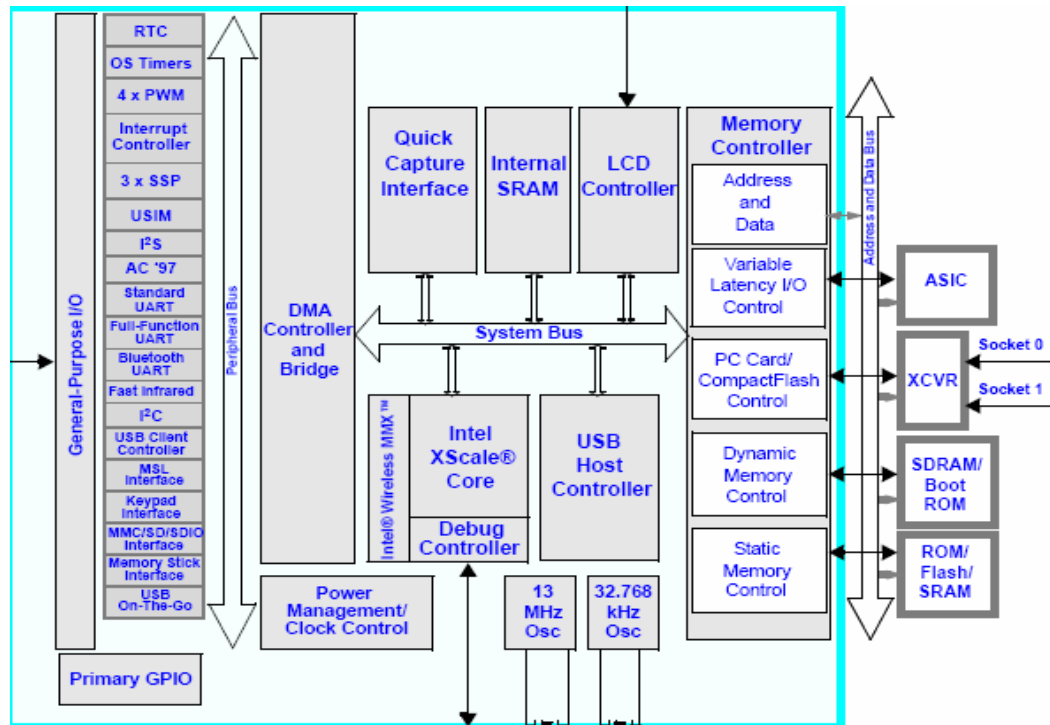 General-Purpose I/O
RTC
OS Timers
4 x PWM
Interrupt
Controller
3 x SSP
USIM
I²S
AC '97
Standard
UART
Full-Function
UART
Bluetooth
UART
Fast Infrared
I²C
USB Client
Controller
MSL
Interface
Keypad
Interface
MMC/SD/SDIO
Interface
Memory Stick
Interface
USB
On-The-Go
Primary GPIO
Peripheral Bus
DMA
Controller
and
Bridge
Power
Management/
Clock Control
Quick
Capture
Interface
Internal
SRAM
LCD
Controller
System Bus
Intel® Wireless MMX™
Intel
XScale®
Core
Debug
Controller
USB
Host
Controller
13
MHz
Osc
32.768
kHz
Osc
Memory
Controller
Address
and
Data
Variable
Latency I/O
Control
PC Card/
CompactFlash
Control
Dynamic
Memory
Control
Static
Memory
Control
Address and Data Bus
ASIC
XCVR
Socket 0
Socket 1
SDRAM/
Boot
ROM
ROM/
Flash/
SRAM